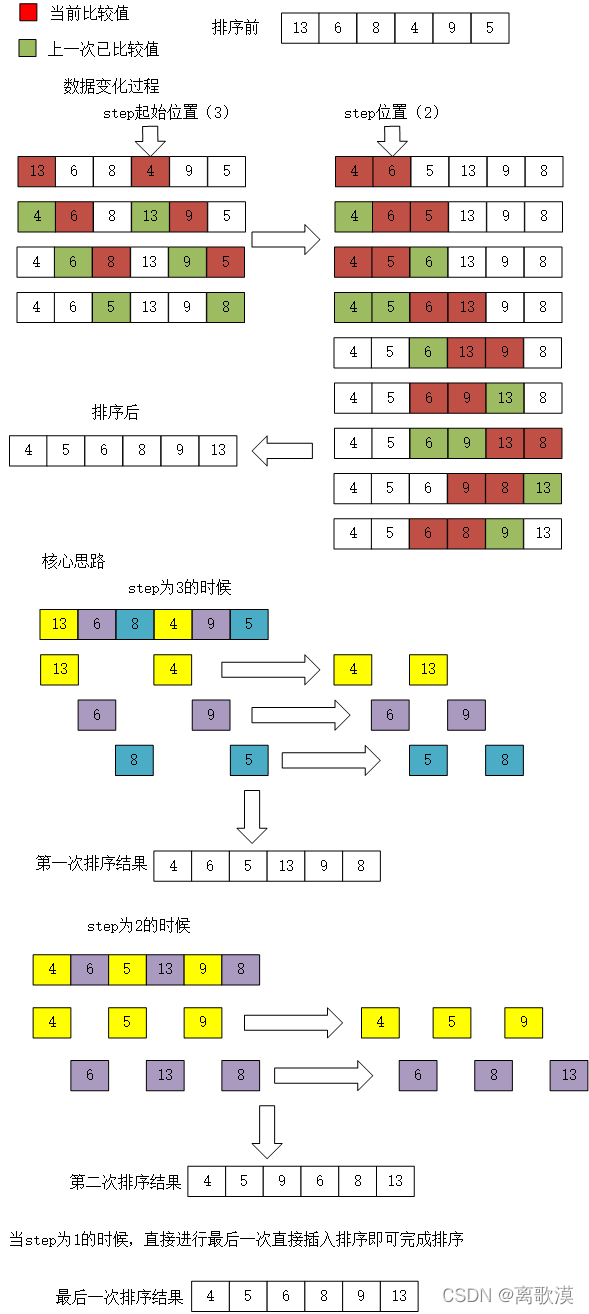 当前比较值
上一次已比较值
排序前
13 6 8 4 9 5
数据变化过程
step起始位置（3）
13 6 8 4 9 5
4 6 8 13 9 5
4 6 8 13 9 5
4 6 5 13 9 8
step位置（2）
4 6 5 13 9 8
4 6 5 13 9 8
4 5 6 13 9 8
4 5 6 13 9 8
4 5 6 13 9 8
4 5 6 9 13 8
4 5 6 9 13 8
4 5 6 9 8 13
4 5 6 8 9 13
排序后
4 5 6 8 9 13
核心思路
step为3的时候
13 6 8 4 9 5
13 4 4 13
6 9 6 9
8 5 5 8
第一次排序结果 4 6 5 13 9 8
step为2的时候
4 6 5 13 9 8
4 5 9 4 5 9
6 13 8 6 8 13
第二次排序结果 4 5 9 6 8 13
当step为1的时候，直接进行最后一次直接插入排序即可完成排序
最后一次排序结果 4 5 6 8 9 13
CSDN @离歌漠